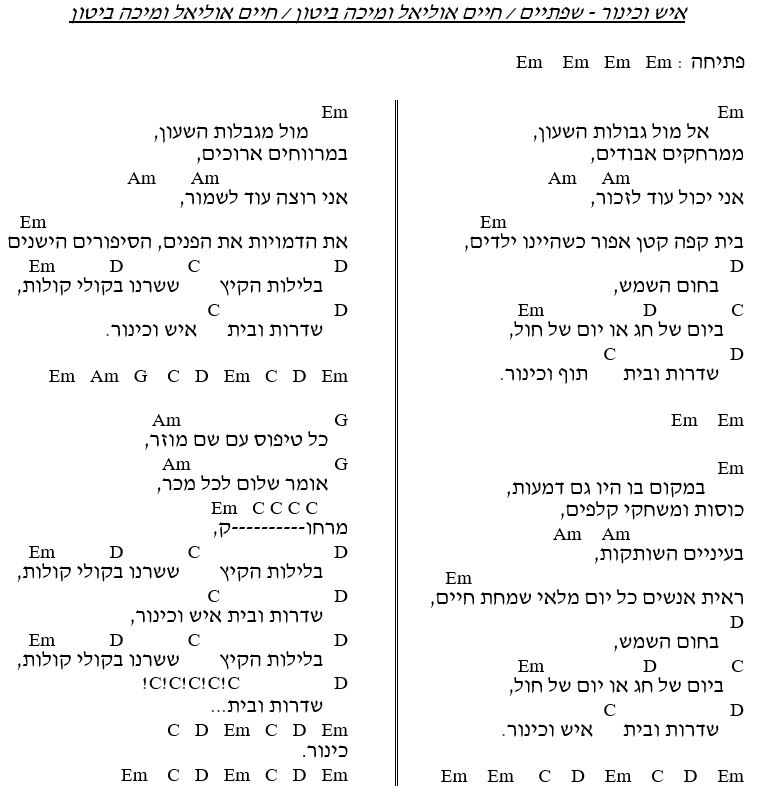 איש וכינור - שפתיים / חיים אוליאל ומיכה ביטון / חיים אוליאל ומיכה ביטון
פתיחה : Em Em Em Em
Em
אל מול גבולות השעון,
ממרחקים אבודים,
Am Am
אני יכול עוד לזכור,
Em
בית קפה קטן אפור כשהיינו ילדים,
D
בחום השמש,
Em D C
ביום של חג או יום של חול,
C D
שדרות ובית תוף וכינור.
Em Em
Em
במקום בו היו גם דמעות,
כוסות ומשחקי קלפים,
Am Am
בעיניים השותקות,
Em
ראית אנשים כל יום מלאי שמחת חיים,
D
בחום השמש,
Em D C
ביום של חג או יום של חול,
C D
שדרות ובית איש וכינור.
Em Em C D Em C D Em
Em
מול מגבלות השעון,
במרווחים ארוכים,
Am Am
אני רוצה עוד לשמור,
Em
את הדמויות את הפנים, הסיפורים הישנים
Em D C D
בלילות הקיץ ששרנו בקולי קולות,
C D
שדרות ובית איש וכינור.
Em Am G C D Em C D Em
Am G
כל טיפוס עם שם מוזר,
Am G
אומר שלום לכל מכר,
Em C C C C
מרחו----------ק,
Em D C D
בלילות הקיץ ששרנו בקולי קולות,
C D
שדרות ובית איש וכינור,
Em D C D
בלילות הקיץ ששרנו בקולי קולות,
!C!C!C!C!C D
שדרות ובית...
C D Em C D Em
כינור.
Em C D Em C D Em